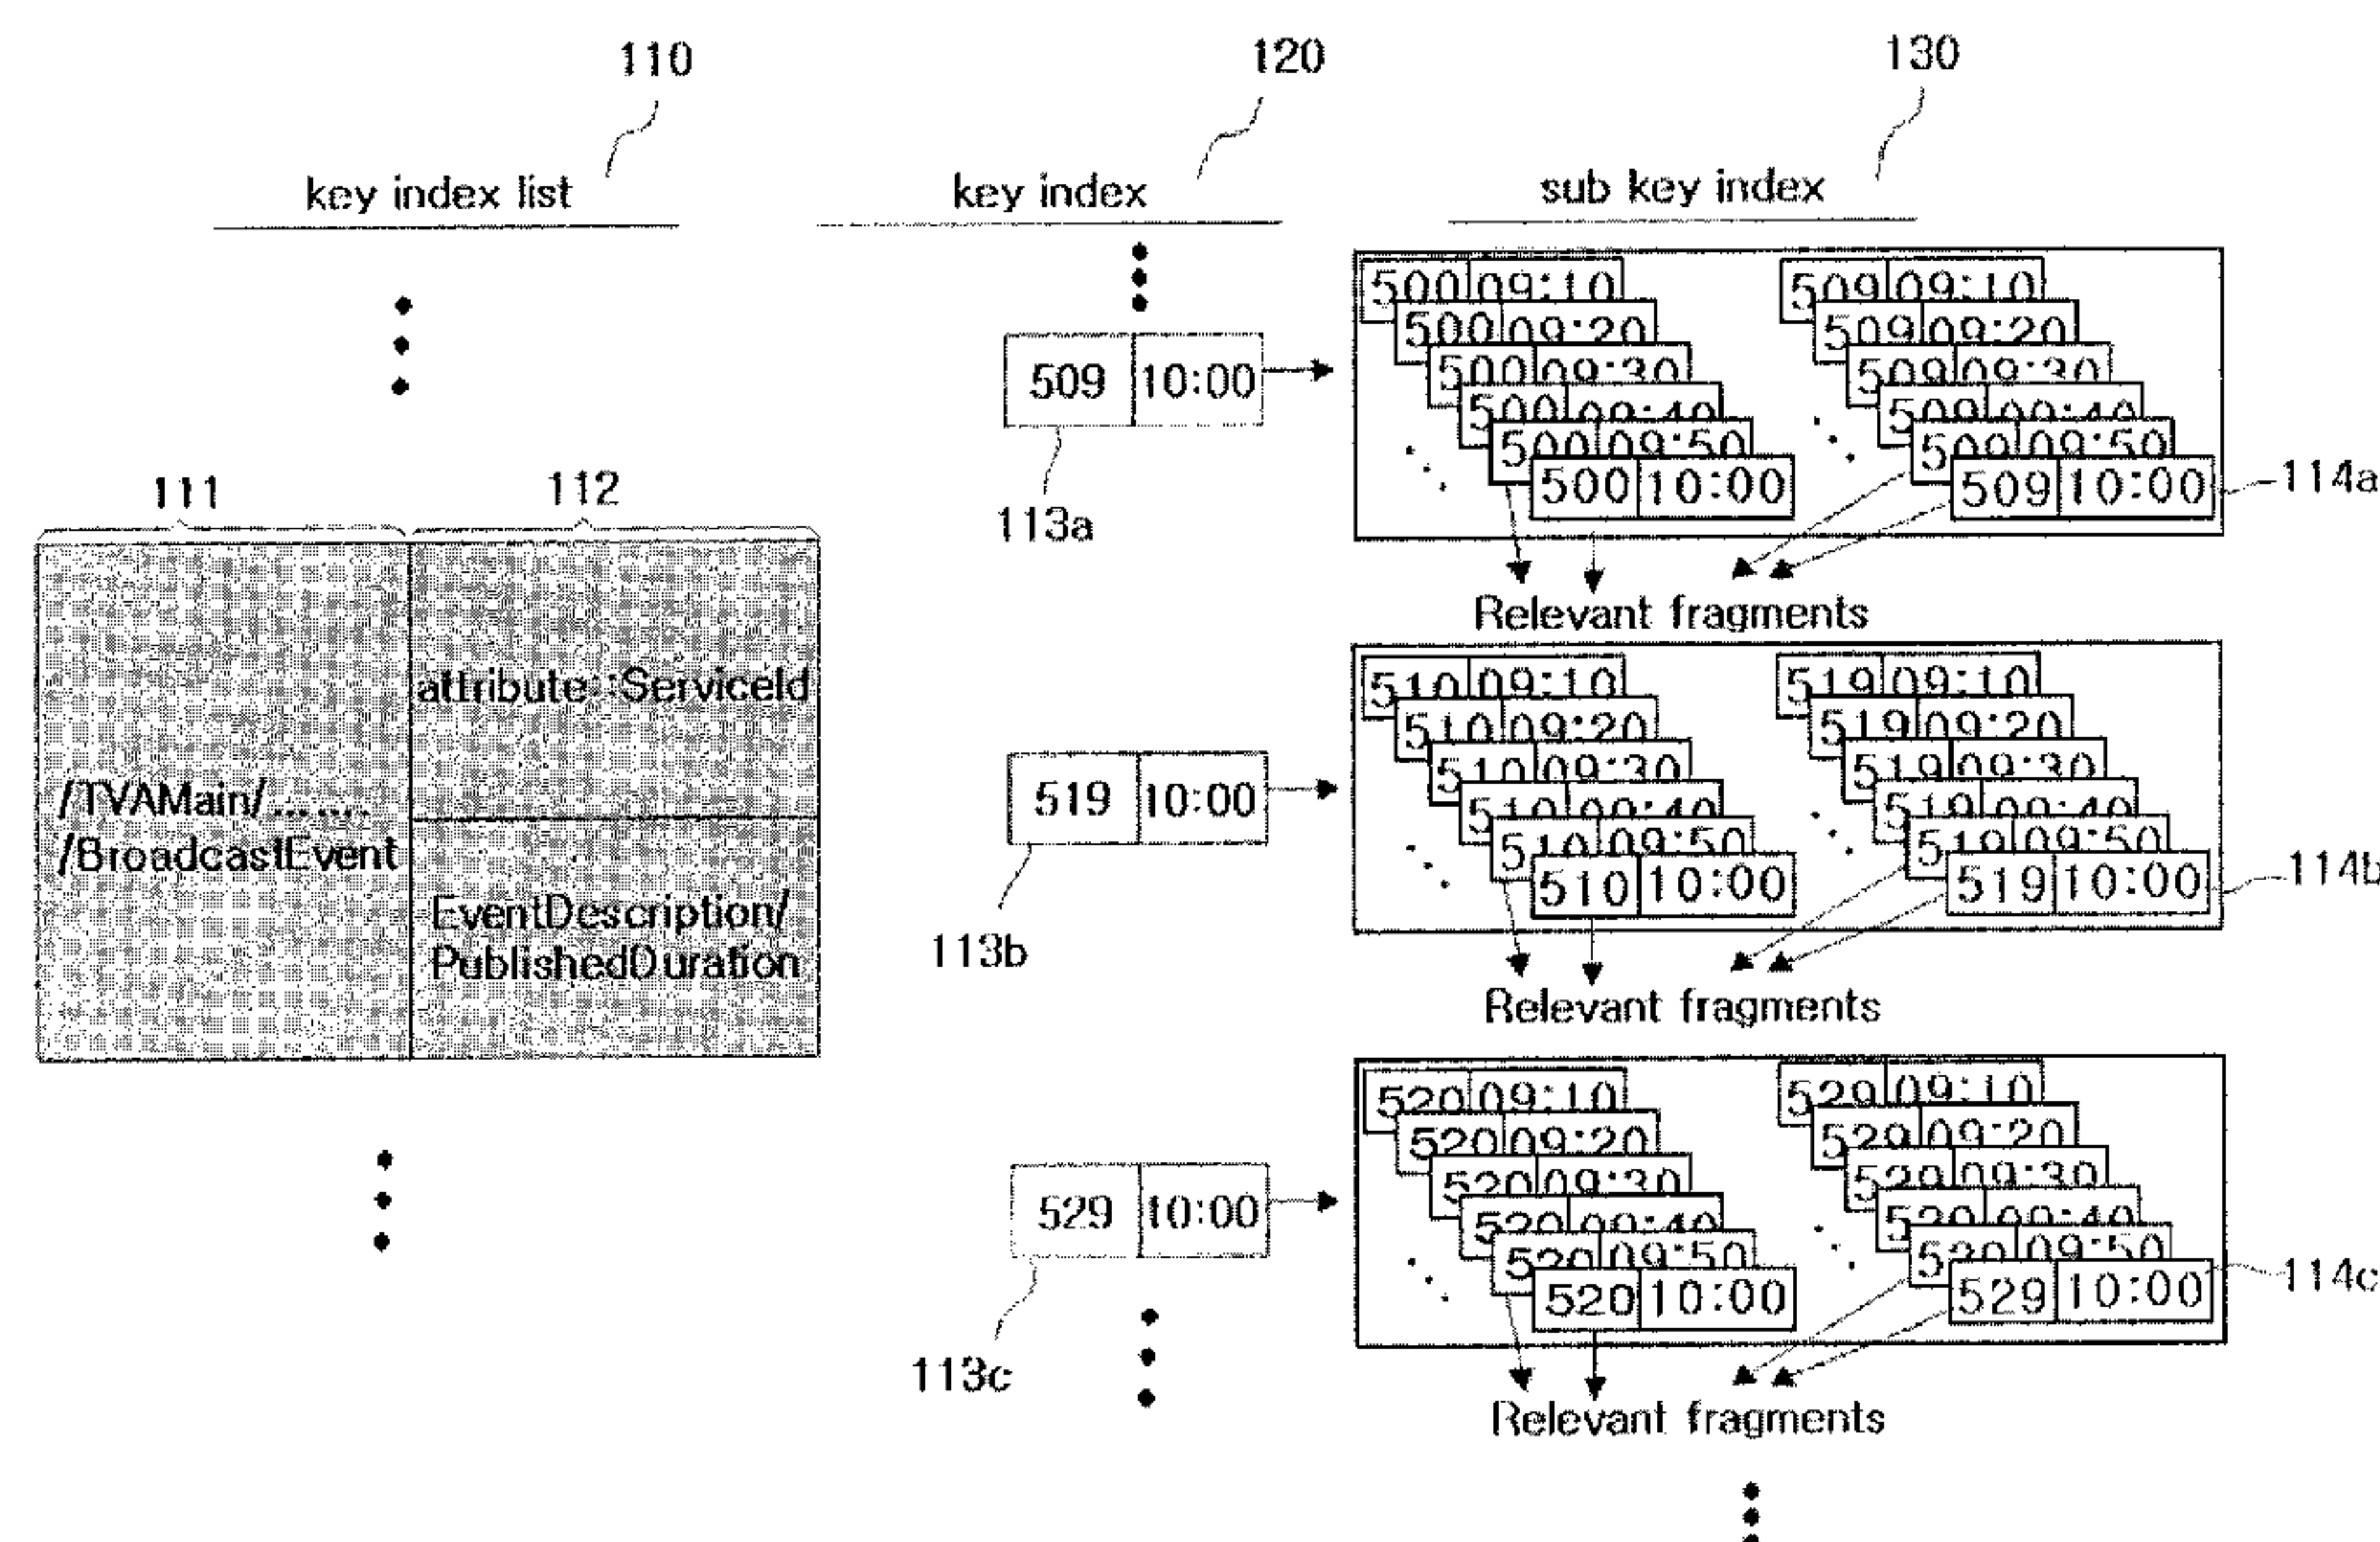 110
120
130
key index list
key index
sub key index
500 09:10
509 09:10
500 09:20
509 09:20
500 09:30
509 09:30
500 09:40
509 09:40
500 09:50
509 09:50
509 10:00
500 10:00
509 10:00
114a
111
112
113a
Relevant fragments
attribute::ServiceId
/TVAMain/........
/BroadcastEvent
EventDescription/
PublishedDuration
510 09:10
519 09:10
510 09:20
519 09:20
510 09:30
519 09:30
510 09:40
519 09:40
510 09:50
519 09:50
519 10:00
510 10:00
519 10:00
114b
113b
Relevant fragments
520 09:10
529 09:10
520 09:20
529 09:20
520 09:30
529 09:30
520 09:40
529 09:40
520 09:50
529 09:50
529 10:00
520 10:00
529 10:00
114c
113c
Relevant fragments